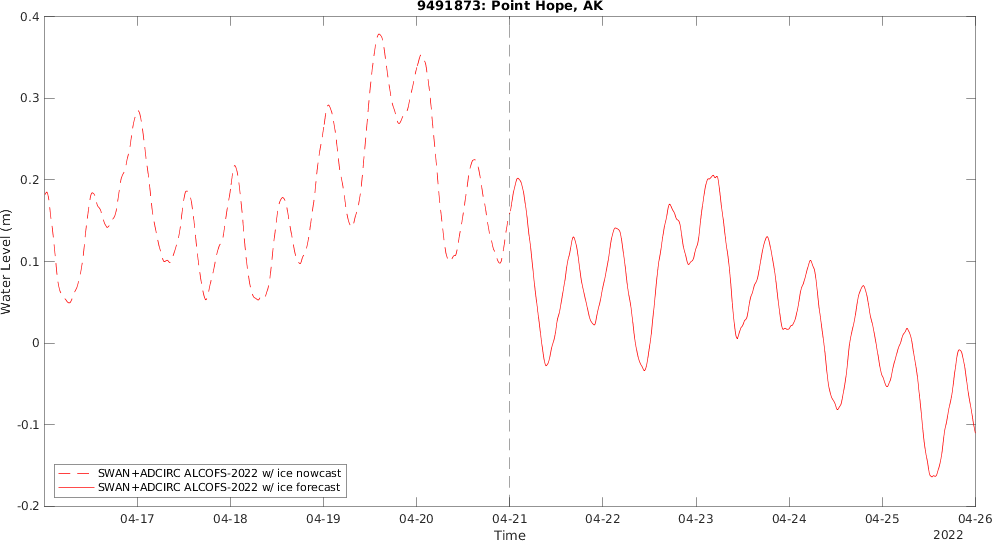 9491873: Point Hope, AK
0.4
0.3
0.2
0.1
0
-0.1
-0.2
Water Level (m)
SWAN+ADCIRC ALCOFS-2022 w/ ice nowcast
SWAN+ADCIRC ALCOFS-2022 w/ ice forecast
04-17 04-18 04-19 04-20 04-21 04-22 04-23 04-24 04-25 04-26
Time
2022